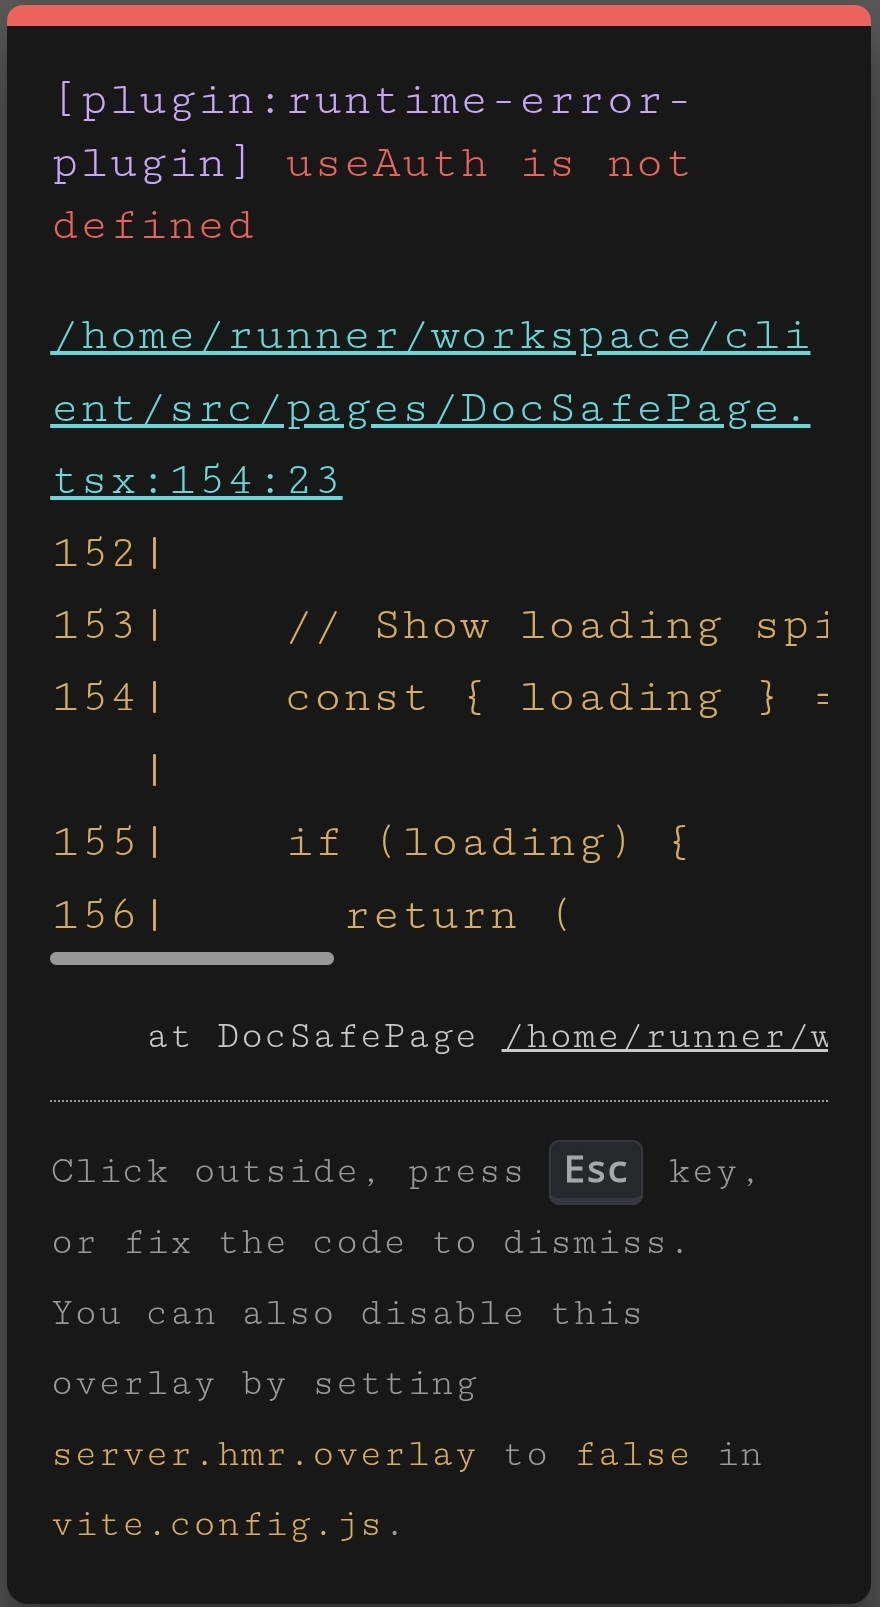 [plugin:runtime-error-
plugin] useAuth is not
defined
/home/runner/workspace/cli
ent/src/pages/DocSafePage.
tsx:154:23
152|
153|    // Show loading spi
154|    const { loading } =
   |
155|    if (loading) {
156|      return (
at DocSafePage /home/runner/w
Click outside, press Esc key,
or fix the code to dismiss.
You can also disable this
overlay by setting
server.hmr.overlay to false in
vite.config.js.